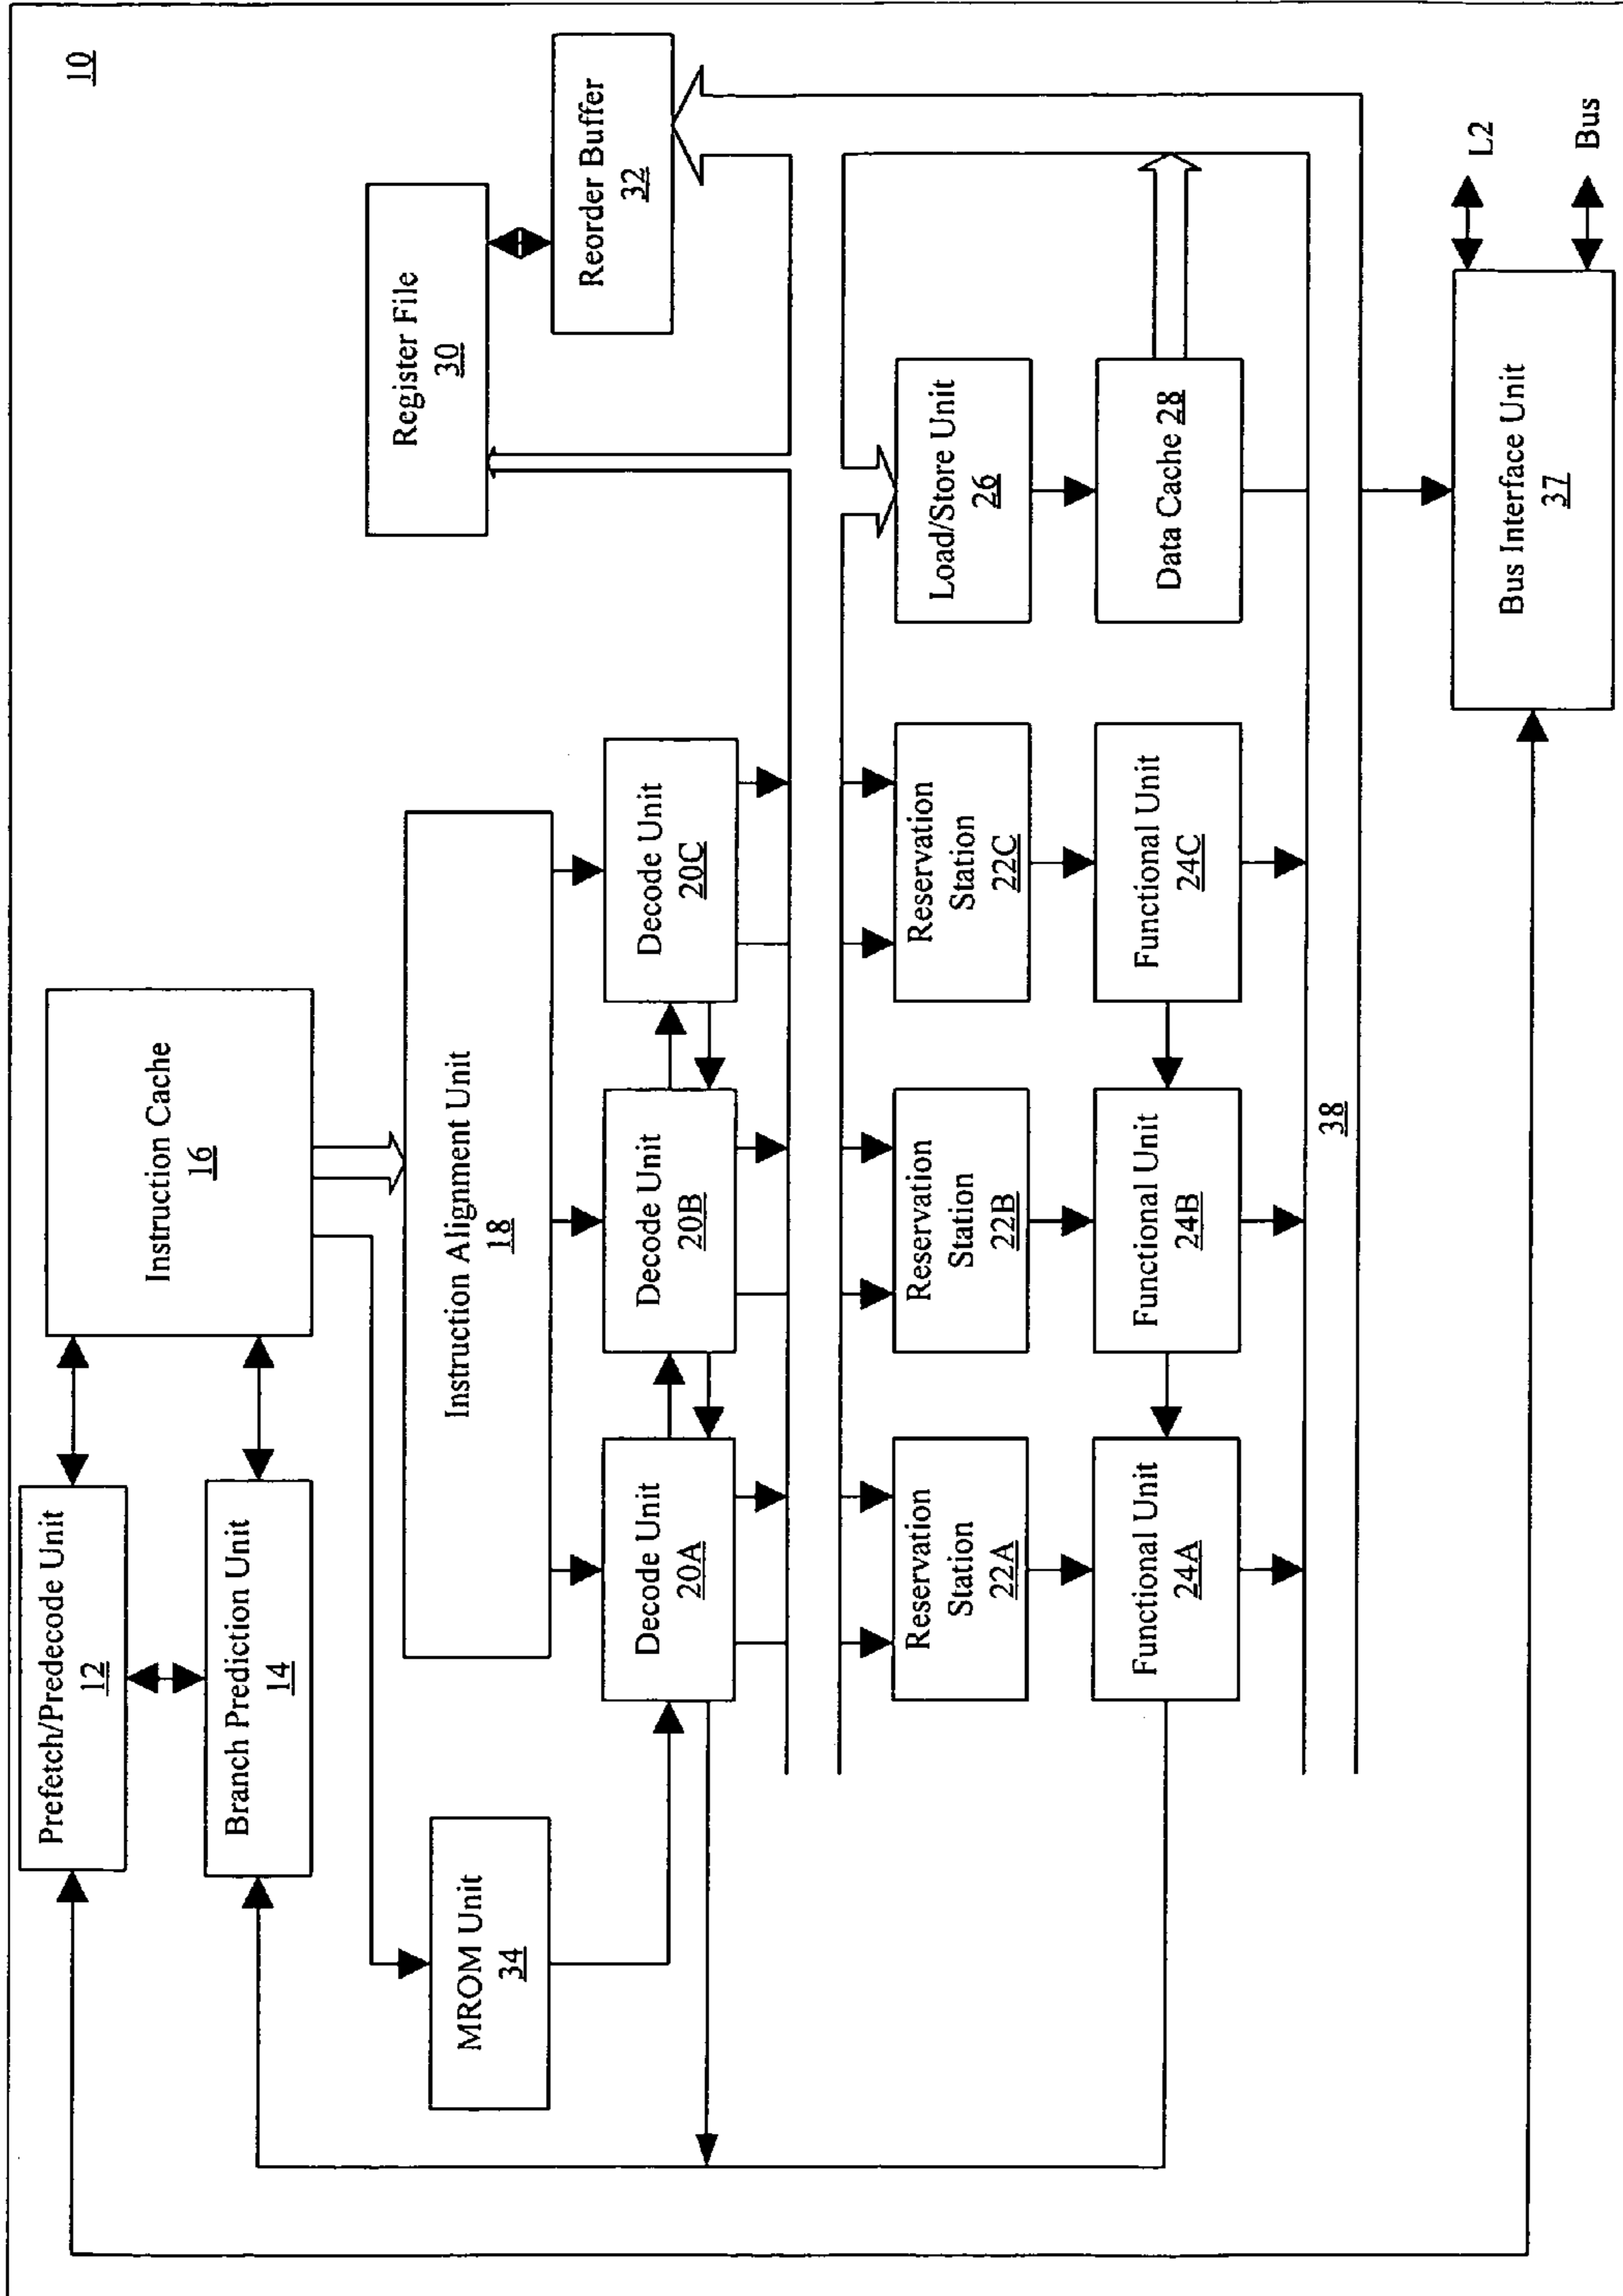 10
Prefetch/Predecode Unit
12
Branch Prediction Unit
14
Instruction Cache
16
MROM Unit
34
Instruction Alignment Unit
18
Register File
30
Reorder Buffer
32
Decode Unit
20A
Decode Unit
20B
Decode Unit
20C
Reservation
Station
22A
Reservation
Station
22B
Reservation
Station
22C
Load/Store Unit
26
Functional Unit
24A
Functional Unit
24B
Functional Unit
24C
Data Cache 28
38
Bus Interface Unit
37
L2
Bus